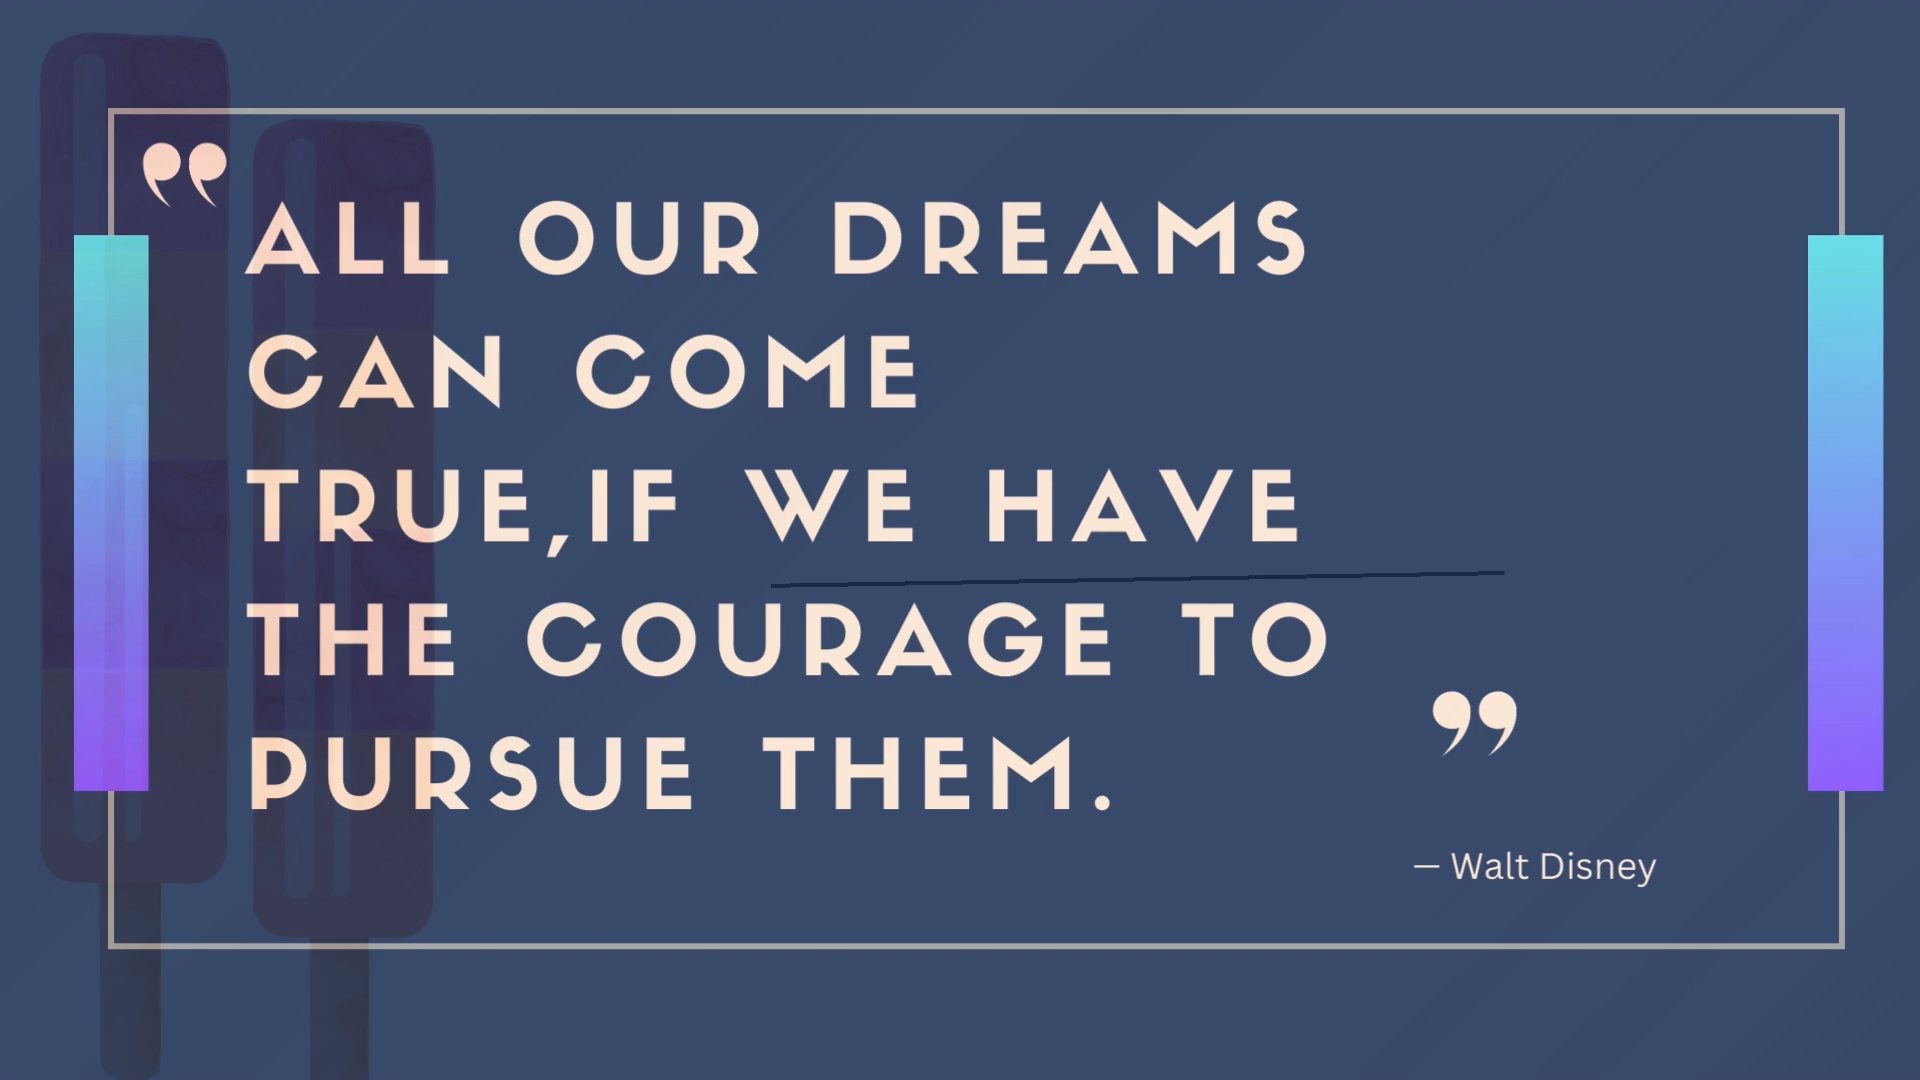 ❝ ALL OUR DREAMS
CAN COME
TRUE,IF WE HAVE
THE COURAGE TO
PURSUE THEM. ❞
— Walt Disney